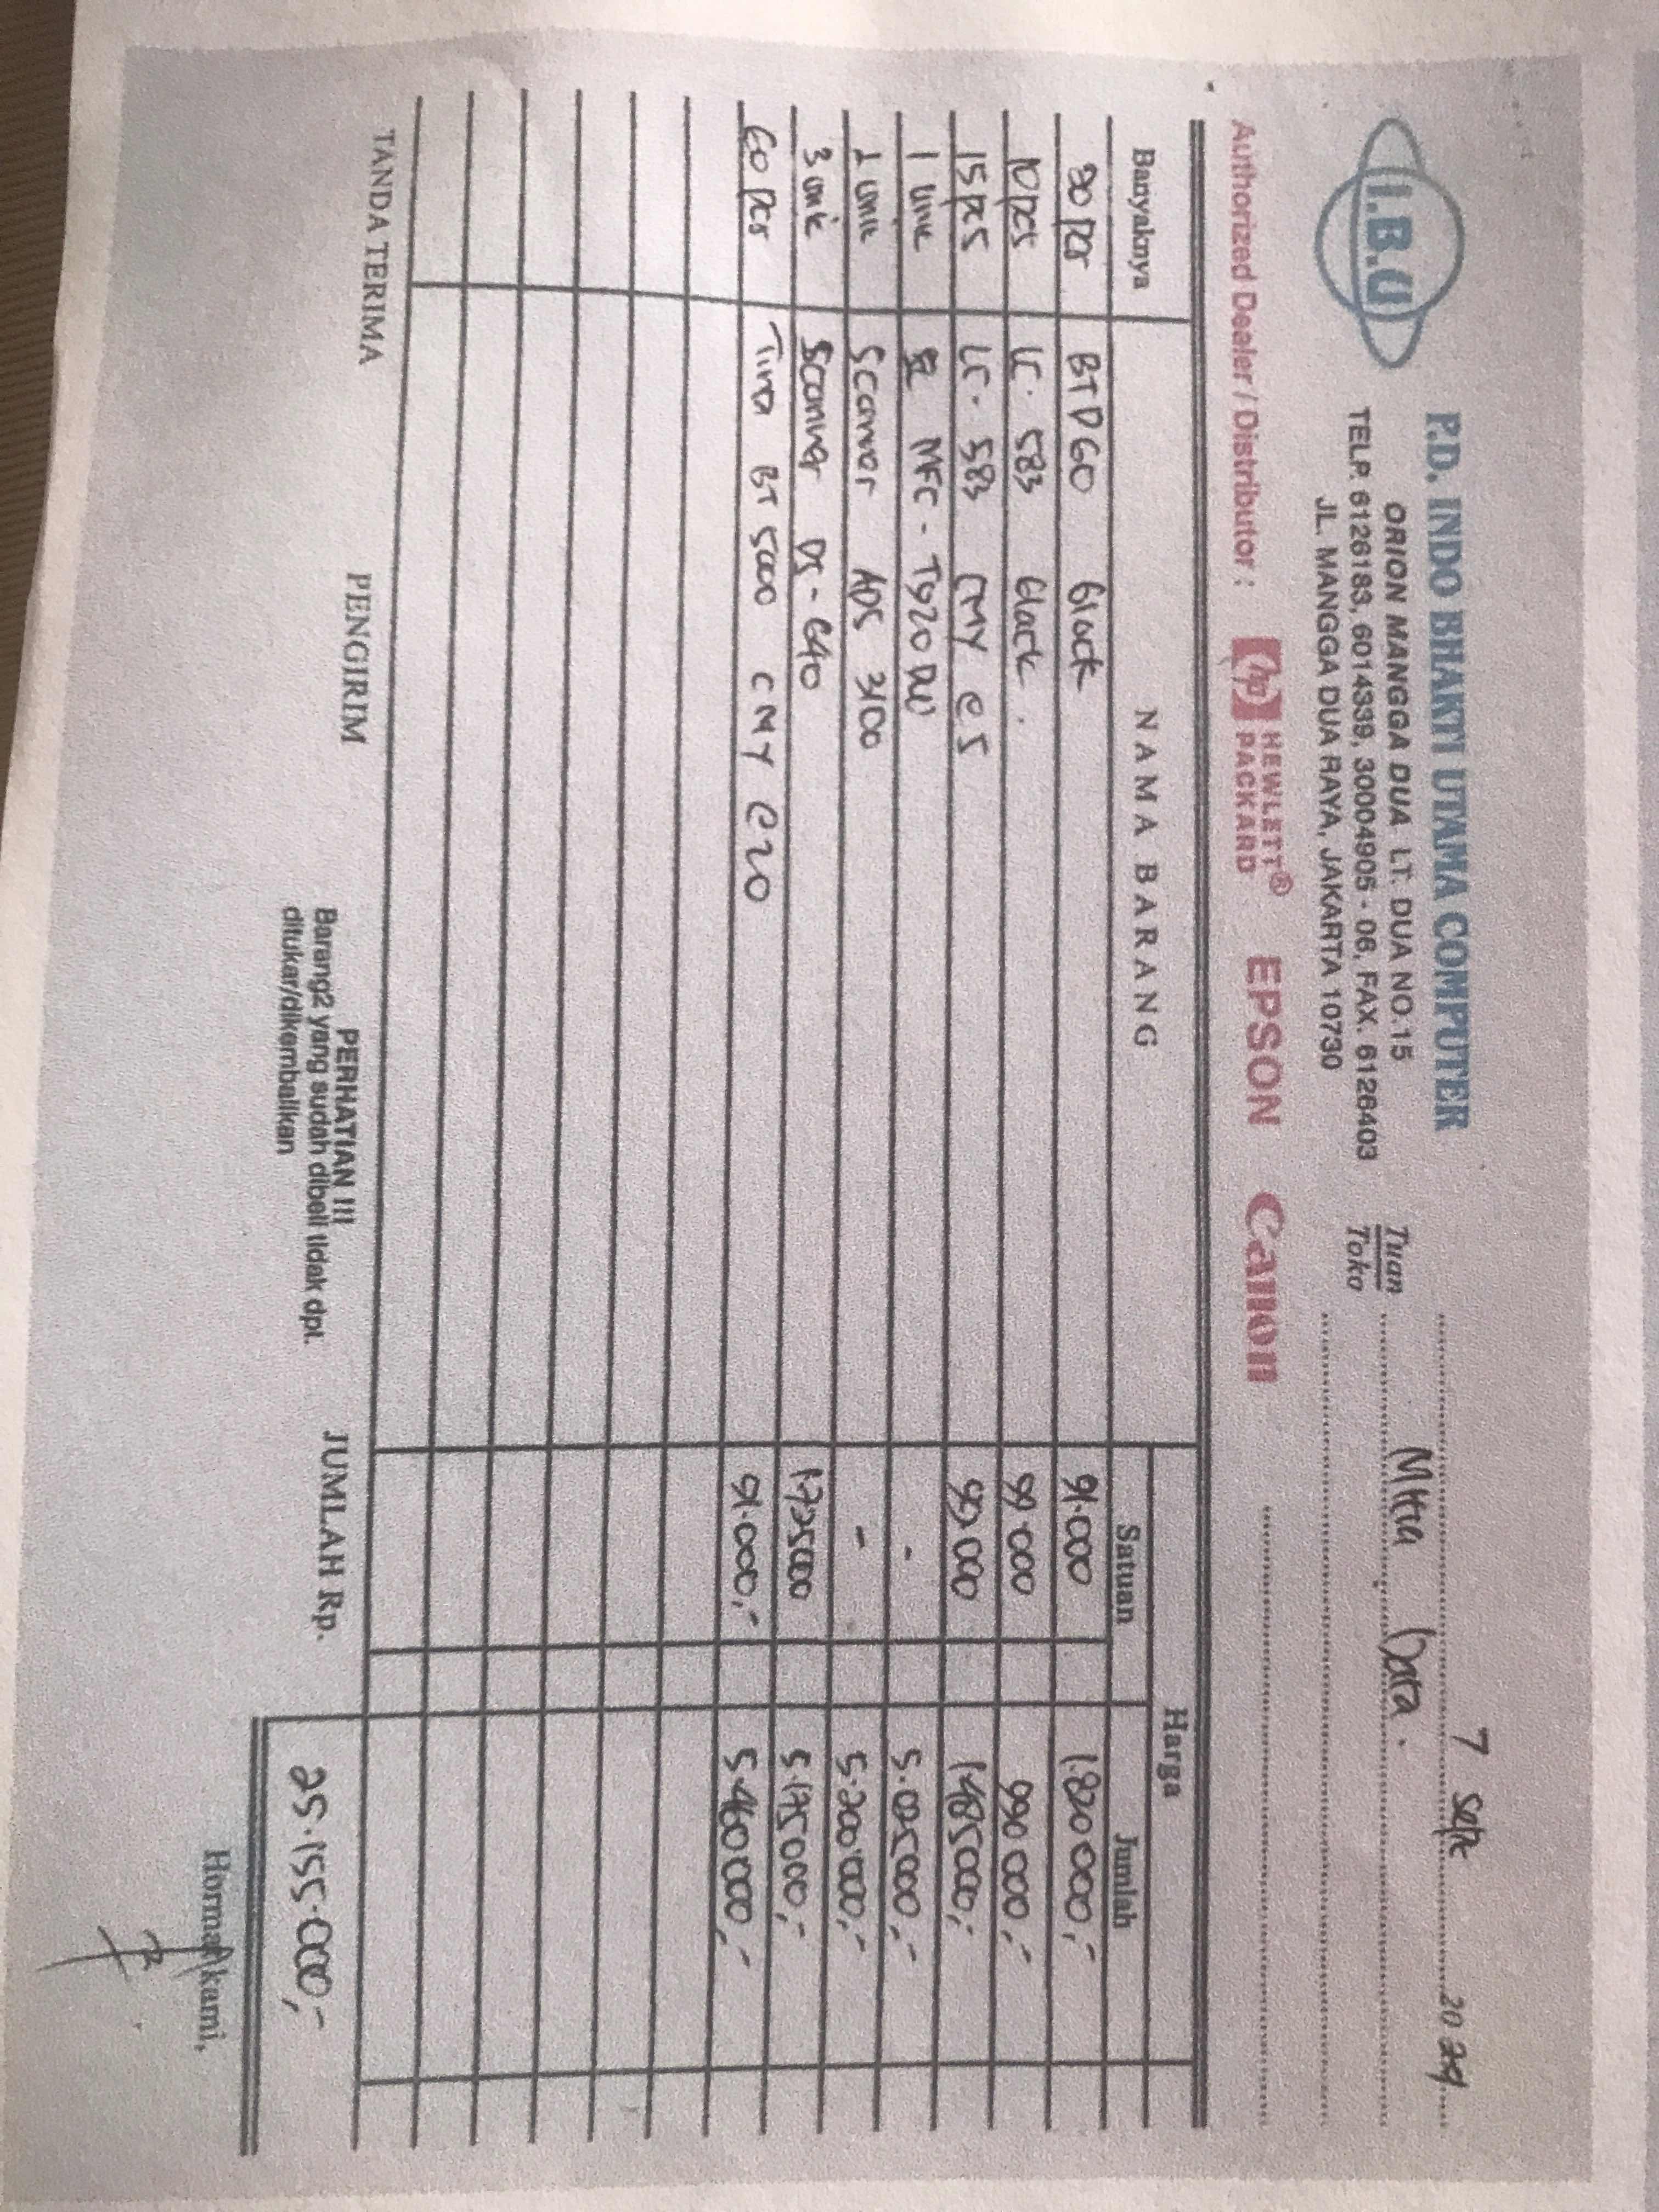 I.B.U
P.D. INDO BHAKTI UTAMA COMPUTER
ORION MANGGA DUA LT. DUA NO.15
TELP. 6126183, 6014339, 30004905 - 06, FAX. 6126403
JL. MANGGA DUA RAYA, JAKARTA 10730
7 Sept 2024
Tuan
Toko
Mitra Data.
Authorized Dealer / Distributor : hp HEWLETT® PACKARD EPSON Canon
Banyaknya NAMA BARANG Harga
Satuan Jumlah
pcs BTD60 black 91.000 1.820.000,-
10 pcs LC. 583 black. 99.000 990.000,-
15 pcs LC - 583 CMY @ 5 99.000 1.485.000,-
1 unit MFC - T920DW - 5.025.000,-
1 unit Scanner ADS 3100 - 5.200.000,-
3 unit Scanner DS - 640 1.725.000 5.175.000,-
60 pcs Tinta BT 5000 CMY @20 91.000,- 5.460.000,-
TANDA TERIMA PENGIRIM
PERHATIAN !!!
Barang2 yang sudah dibeli tidak dpt.
ditukar/dikembalikan
JUMLAH Rp. 25.155.000,-
Hormat kami,